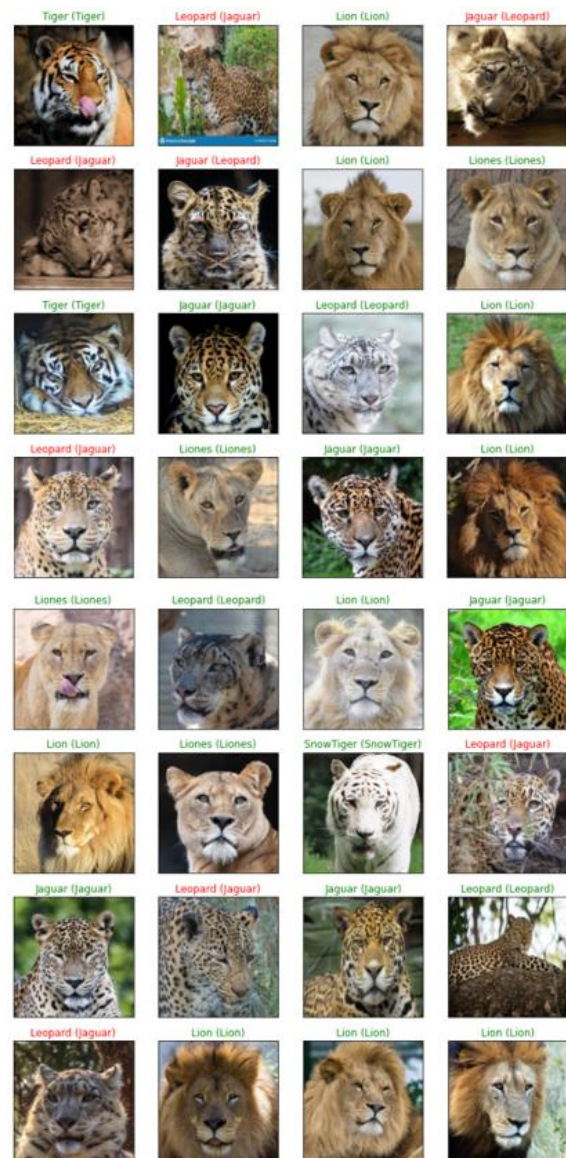 Tiger (Tiger) Leopard (Jaguar) Lion (Lion) Jaguar (Leopard)
Leopard (Jaguar) Jaguar (Leopard) Lion (Lion) Liones (Liones)
Tiger (Tiger) Jaguar (Jaguar) Leopard (Leopard) Lion (Lion)
Leopard (Jaguar) Liones (Liones) Jaguar (Jaguar) Lion (Lion)
Liones (Liones) Leopard (Leopard) Lion (Lion) Jaguar (Jaguar)
Lion (Lion) Liones (Liones) SnowTiger (SnowTiger) Leopard (Jaguar)
Jaguar (Jaguar) Leopard (Jaguar) Jaguar (Jaguar) Leopard (Leopard)
Leopard (Jaguar) Lion (Lion) Lion (Lion) Lion (Lion)